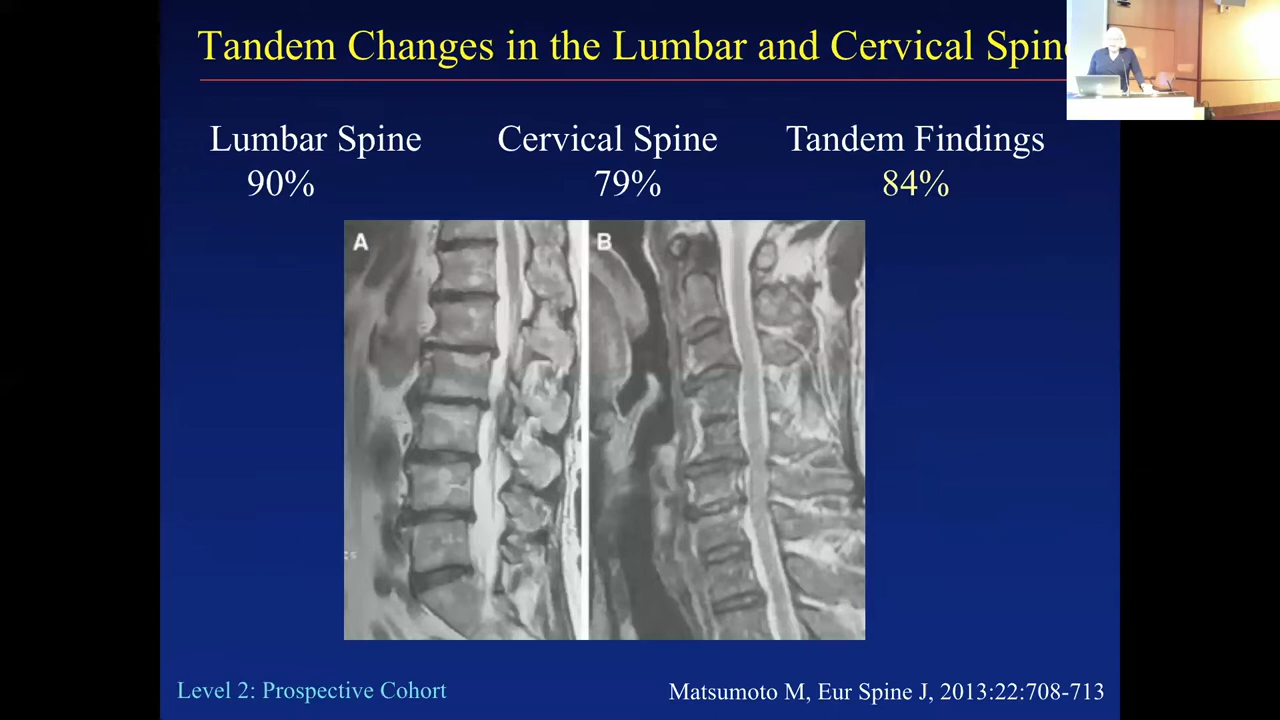 Tandem Changes in the Lumbar and Cervical Spine
Lumbar Spine
Cervical Spine
Tandem Findings
90%
79%
84%
A
B
cs
Level 2: Prospective Cohort
Matsumoto M, Eur Spine J, 2013:22:708-713